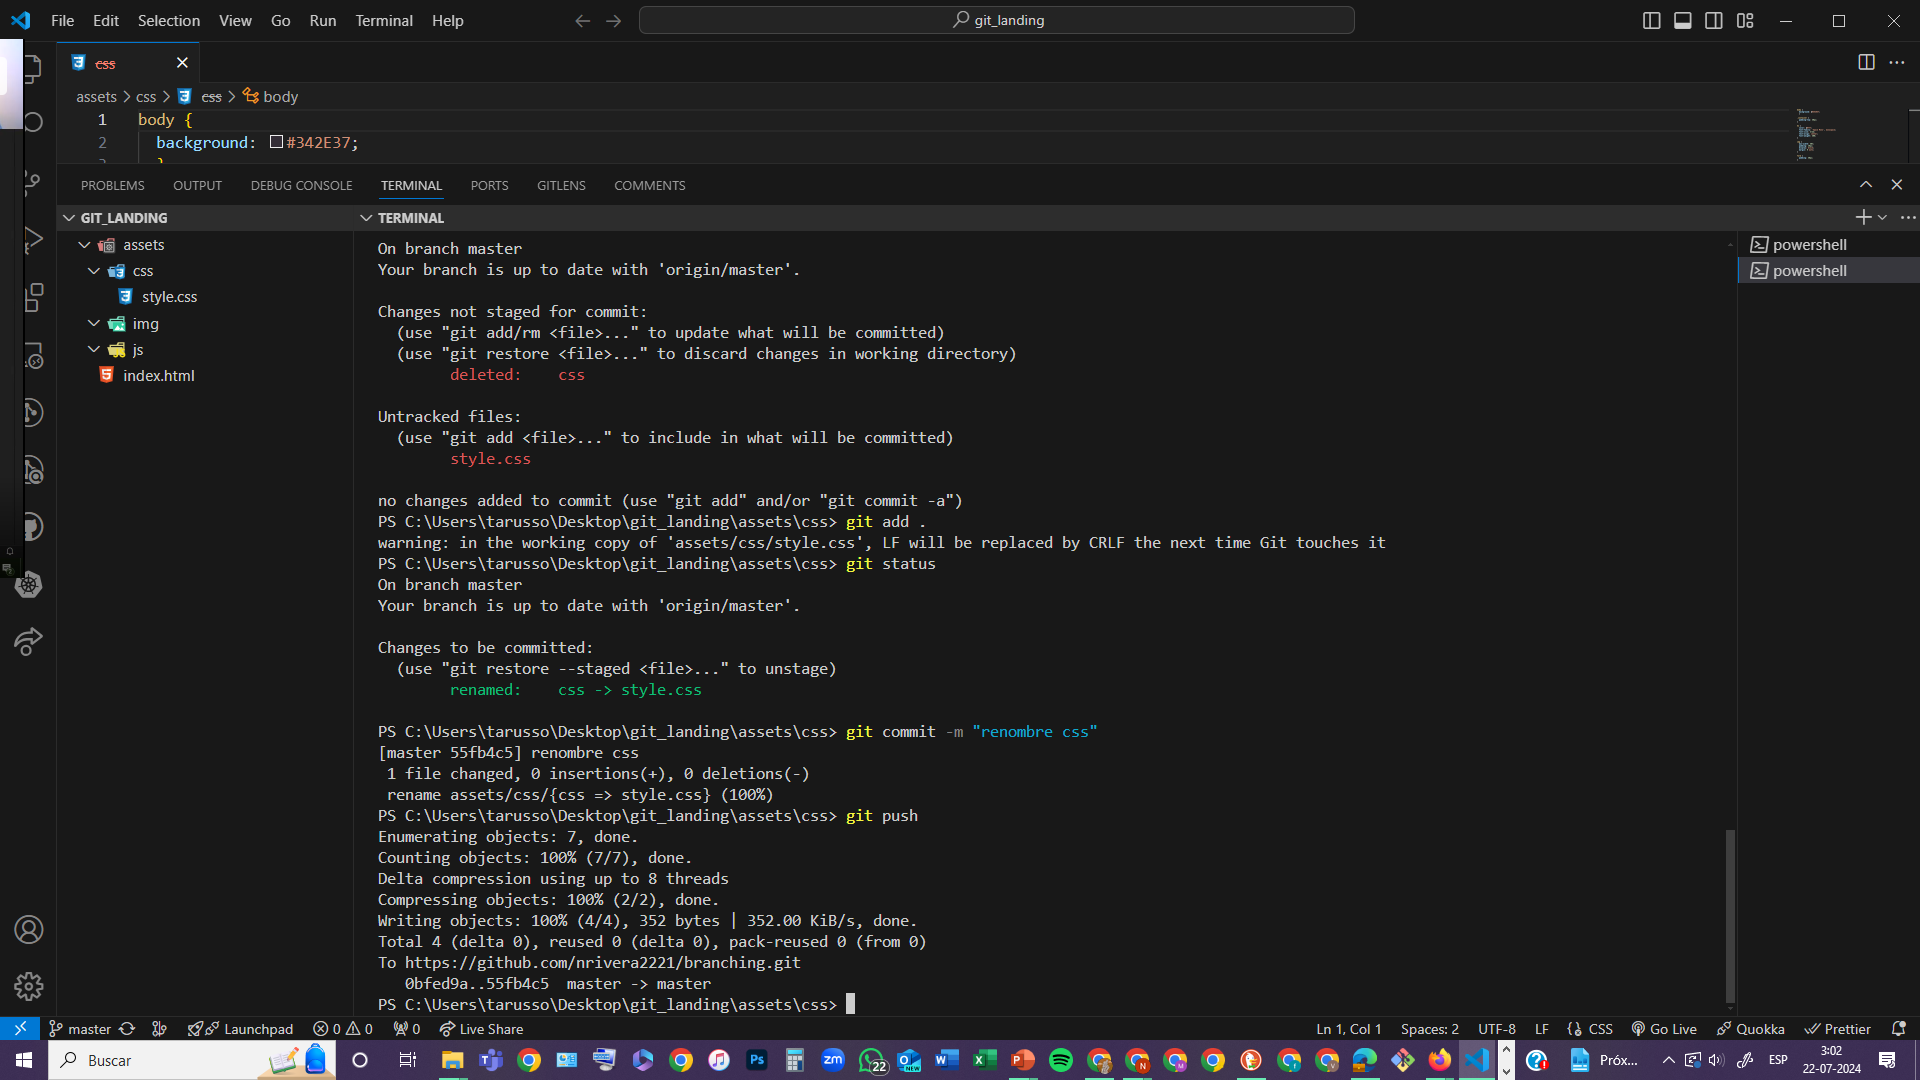 File Edit Selection View Go Run Terminal Help
git_landing
css
assets > css > css > body
1 body {
2 background: #342E37;
3 }
PROBLEMS OUTPUT DEBUG CONSOLE TERMINAL PORTS GITLENS COMMENTS
GIT_LANDING
assets
css
style.css
img
js
index.html
TERMINAL
On branch master
Your branch is up to date with 'origin/master'.
Changes not staged for commit:
(use "git add/rm <file>..." to update what will be committed)
(use "git restore <file>..." to discard changes in working directory)
deleted: css
Untracked files:
(use "git add <file>..." to include in what will be committed)
style.css
no changes added to commit (use "git add" and/or "git commit -a")
PS C:\Users\tarusso\Desktop\git_landing\assets\css> git add .
warning: in the working copy of 'assets/css/style.css', LF will be replaced by CRLF the next time Git touches it
PS C:\Users\tarusso\Desktop\git_landing\assets\css> git status
On branch master
Your branch is up to date with 'origin/master'.
Changes to be committed:
(use "git restore --staged <file>..." to unstage)
renamed: css -> style.css
PS C:\Users\tarusso\Desktop\git_landing\assets\css> git commit -m "renombre css"
[master 55fb4c5] renombre css
1 file changed, 0 insertions(+), 0 deletions(-)
rename assets/css/{css => style.css} (100%)
PS C:\Users\tarusso\Desktop\git_landing\assets\css> git push
Enumerating objects: 7, done.
Counting objects: 100% (7/7), done.
Delta compression using up to 8 threads
Compressing objects: 100% (2/2), done.
Writing objects: 100% (4/4), 352 bytes | 352.00 KiB/s, done.
Total 4 (delta 0), reused 0 (delta 0), pack-reused 0 (from 0)
To https://github.com/nrivera2221/branching.git
0bfed9a..55fb4c5 master -> master
PS C:\Users\tarusso\Desktop\git_landing\assets\css>
powershell
powershell
master Launchpad 0 0 0 Live Share Ln 1, Col 1 Spaces: 2 UTF-8 LF {} CSS Go Live Quokka Prettier
Buscar 22 Próx... ESP 3:02
22-07-2024